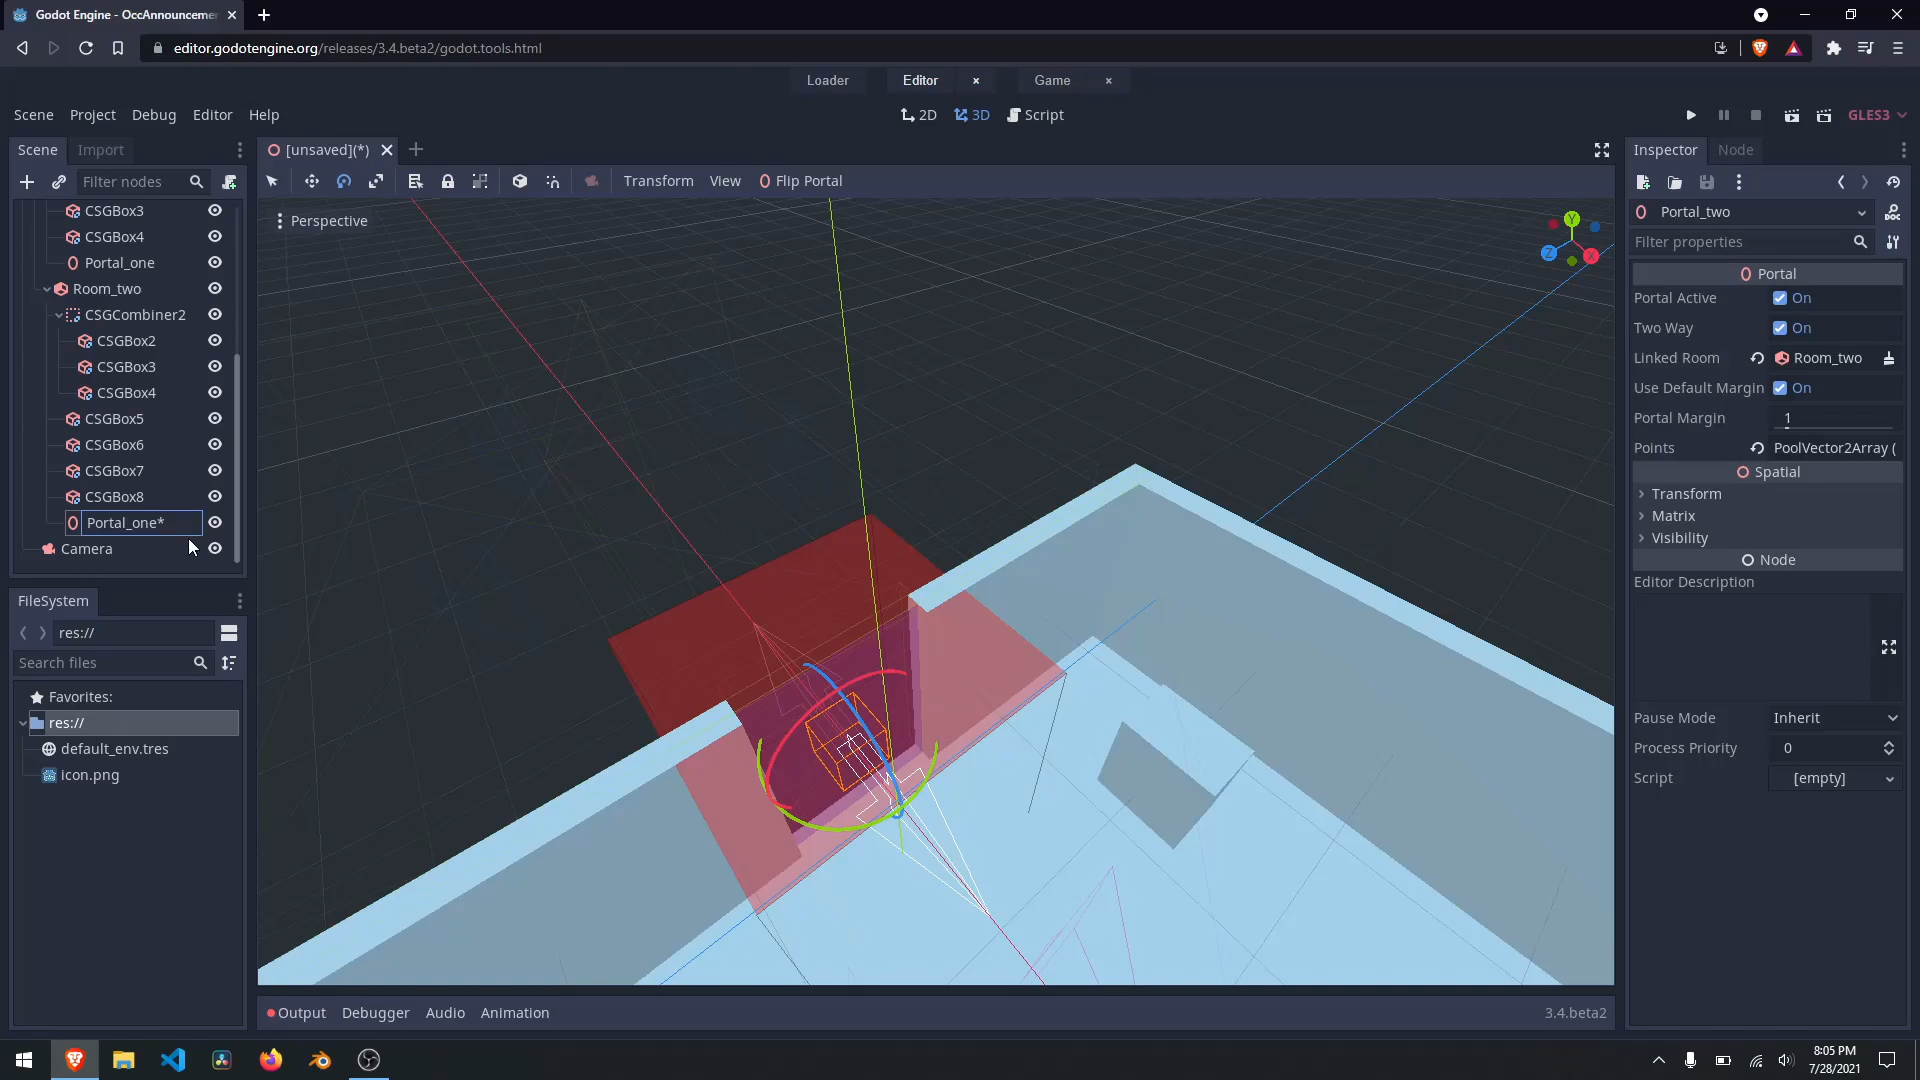 Godot Engine - OccAnnounceme
editor.godotengine.org/releases/3.4.beta2/godot.tools.html
Loader
Editor
Game
Scene
Project
Debug
Editor
Help
2D
3D
Script
GLES3
Scene
Import
[unsaved](*)
Inspector
Node
Filter nodes
Transform
View
Flip Portal
Perspective
Y
Z
X
CSGBox3
CSGBox4
Portal_one
Room_two
CSGCombiner2
CSGBox2
CSGBox3
CSGBox4
CSGBox5
CSGBox6
CSGBox7
CSGBox8
Portal_one*
Camera
FileSystem
res://
Search files
Favorites:
res://
default_env.tres
icon.png
Portal_two
Filter properties
Portal
Portal Active
On
Two Way
On
Linked Room
Room_two
Use Default Margin
On
Portal Margin
1
Points
PoolVector2Array (
Spatial
Transform
Matrix
Visibility
Node
Editor Description
Pause Mode
Inherit
Process Priority
0
Script
[empty]
Output
Debugger
Audio
Animation
3.4.beta2
8:05 PM
7/28/2021